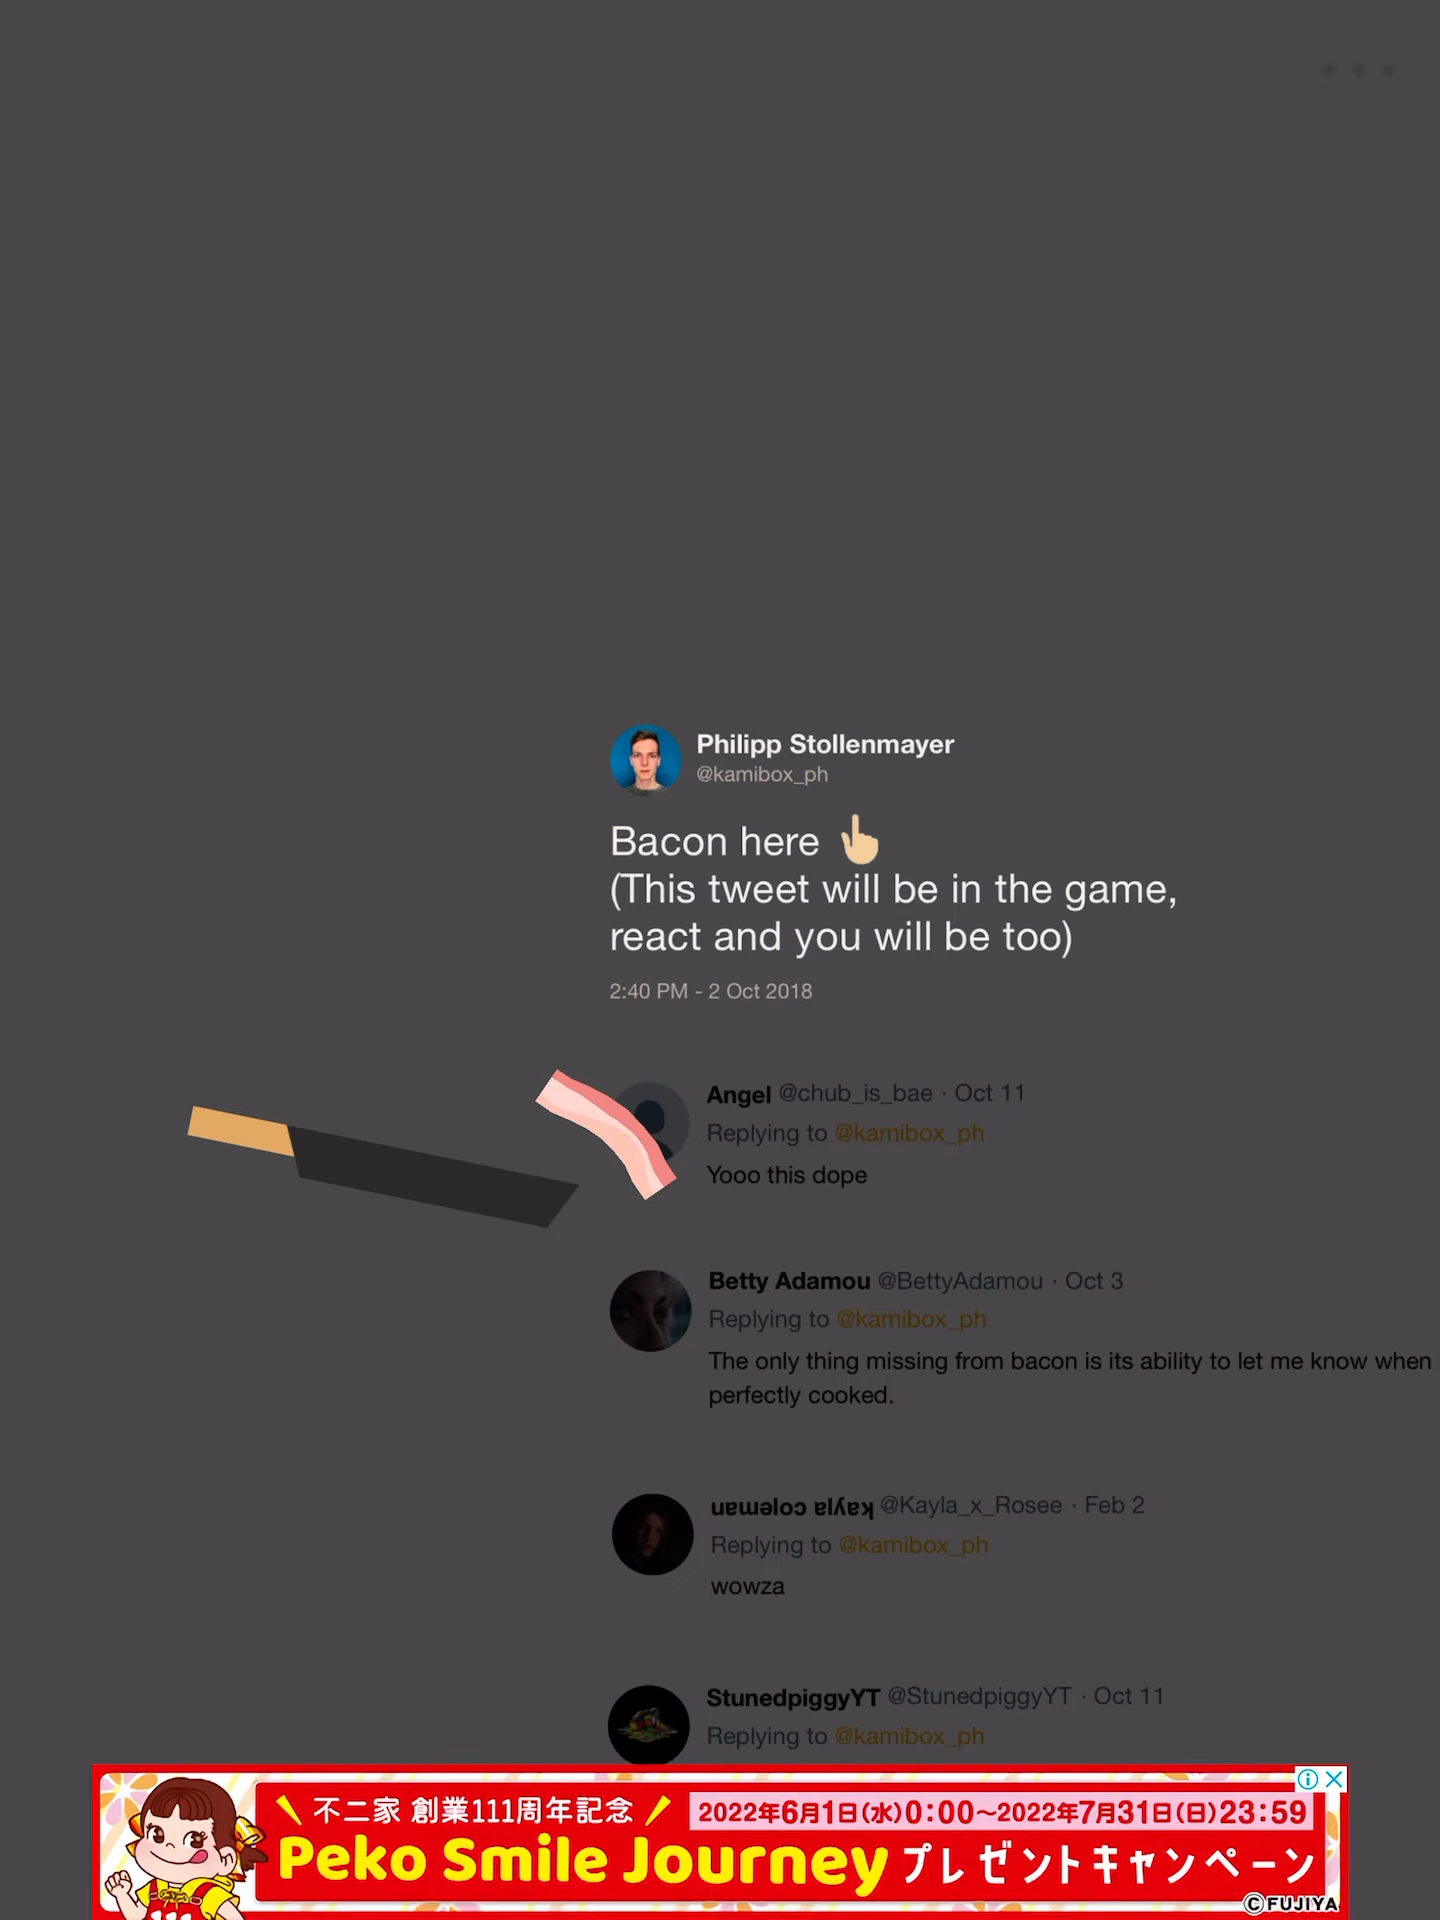 Philipp Stollenmayer
@kamibox_ph
Bacon here 👆
(This tweet will be in the game,
react and you will be too)
2:40 PM - 2 Oct 2018
Angel @chub_is_bae · Oct 11
Replying to @kamibox_ph
Yooo this dope
Betty Adamou @BettyAdamou · Oct 3
Replying to @kamibox_ph
The only thing missing from bacon is its ability to let me know when
perfectly cooked.
kayla coleman @Kayla_x_Rosee · Feb 2
Replying to @kamibox_ph
wowza
StunedpiggyYT @StunedpiggyYT · Oct 11
Replying to @kamibox_ph
不二家 創業111周年記念
2022年6月1日(水)0:00～2022年7月31日(日)23:59
Peko Smile Journey プレゼントキャンペーン
111
©FUJIYA